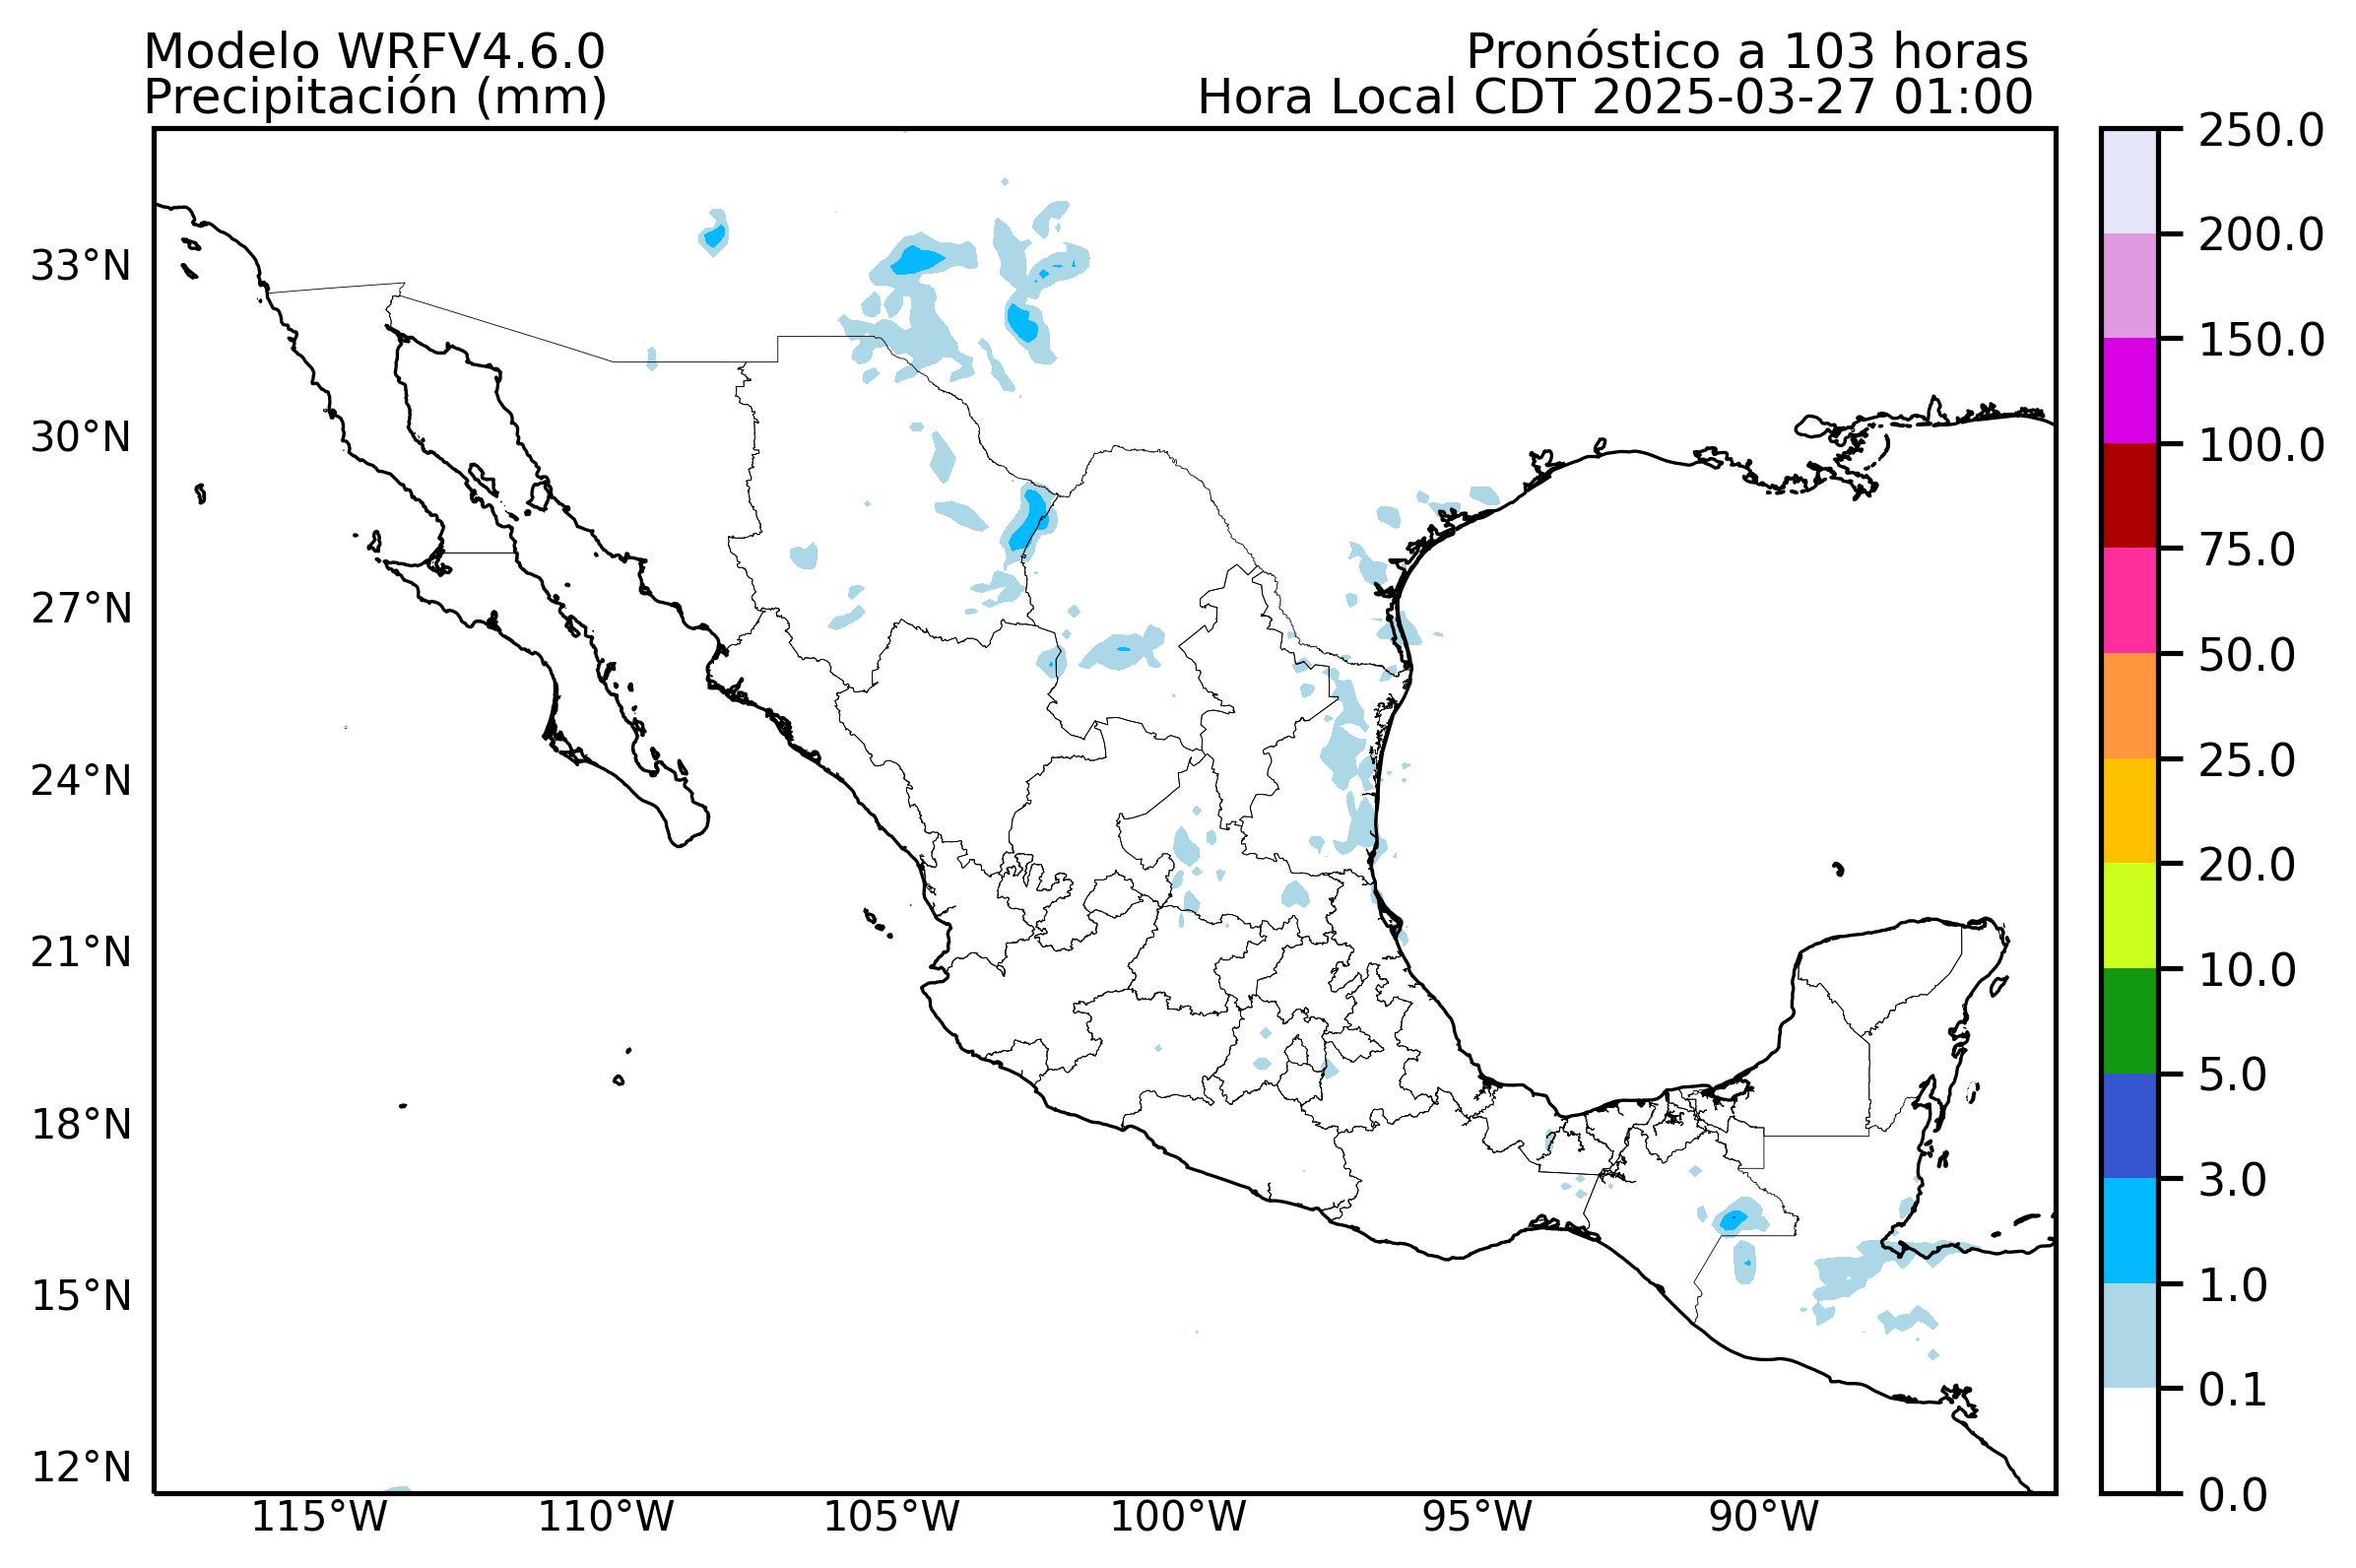 Modelo WRFV4.6.0
Precipitación (mm)
Pronóstico a 103 horas
Hora Local CDT 2025-03-27 01:00
33°N
30°N
27°N
24°N
21°N
18°N
15°N
12°N
115°W
110°W
105°W
100°W
95°W
90°W
250.0
200.0
150.0
100.0
75.0
50.0
25.0
20.0
10.0
5.0
3.0
1.0
0.1
0.0